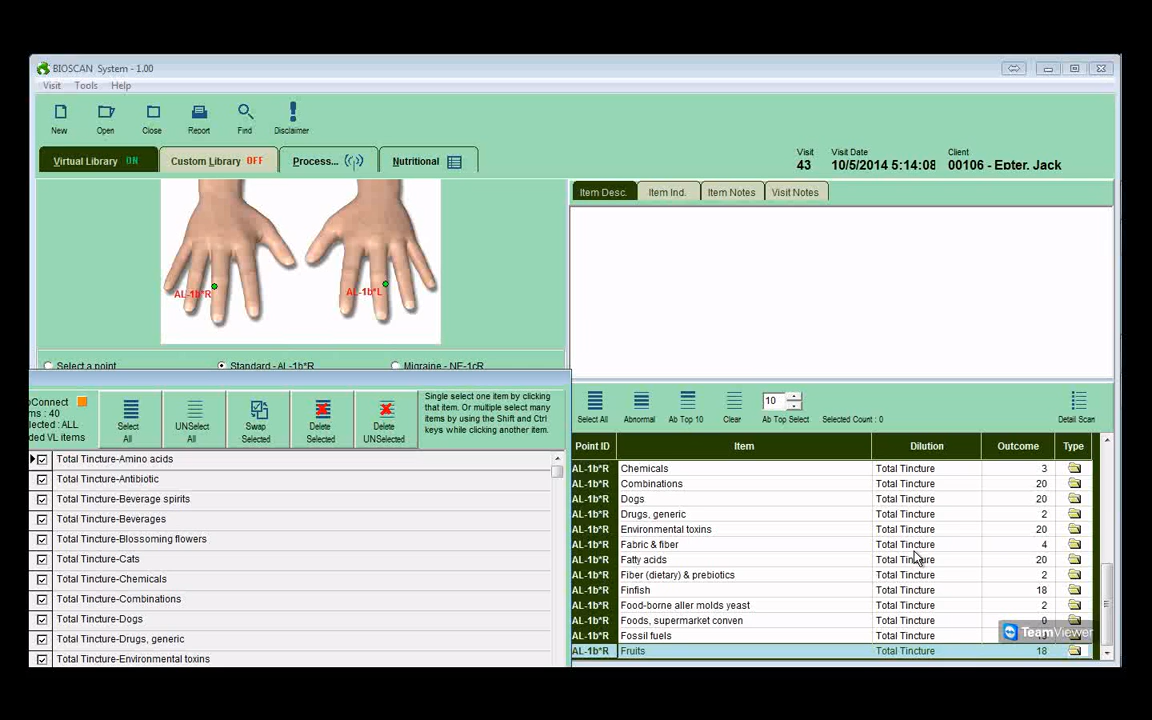 BIOSCAN System - 1.00
Visit Tools Help
New Open Close Report Find Disclaimer
Virtual Library ON Custom Library OFF Process... Nutritional
Visit Visit Date Client
43 10/5/2014 5:14:08 00106 - Epter, Jack
Item Desc. Item Ind. Item Notes Visit Notes
AL-1b*R AL-1b*L
Select a point Standard - AL-1b*R Migraine - NE-1cR
oConnect
ms : 40
elected : ALL
ded VL items
Select All
UNSelect All
Swap Selected
Delete Selected
Delete UNSelected
Single select one item by clicking
that item. Or multiple select many
items by using the Shift and Ctrl
keys while clicking another item.
Total Tincture-Amino acids
Total Tincture-Antibiotic
Total Tincture-Beverage spirits
Total Tincture-Beverages
Total Tincture-Blossoming flowers
Total Tincture-Cats
Total Tincture-Chemicals
Total Tincture-Combinations
Total Tincture-Dogs
Total Tincture-Drugs, generic
Total Tincture-Environmental toxins
10
Select All Abnormal Ab Top 10 Clear Ab Top Select Selected Count : 0 Detail Scan
Point ID Item Dilution Outcome Type
AL-1b*R Chemicals Total Tincture 3
AL-1b*R Combinations Total Tincture 20
AL-1b*R Dogs Total Tincture 20
AL-1b*R Drugs, generic Total Tincture 2
AL-1b*R Environmental toxins Total Tincture 20
AL-1b*R Fabric & fiber Total Tincture 4
AL-1b*R Fatty acids Total Tincture 20
AL-1b*R Fiber (dietary) & prebiotics Total Tincture 2
AL-1b*R Finfish Total Tincture 18
AL-1b*R Food-borne aller molds yeast Total Tincture 2
AL-1b*R Foods, supermarket conven Total Tincture 0
AL-1b*R Fossil fuels Total Tincture
AL-1b*R Fruits Total Tincture 18
TeamViewer